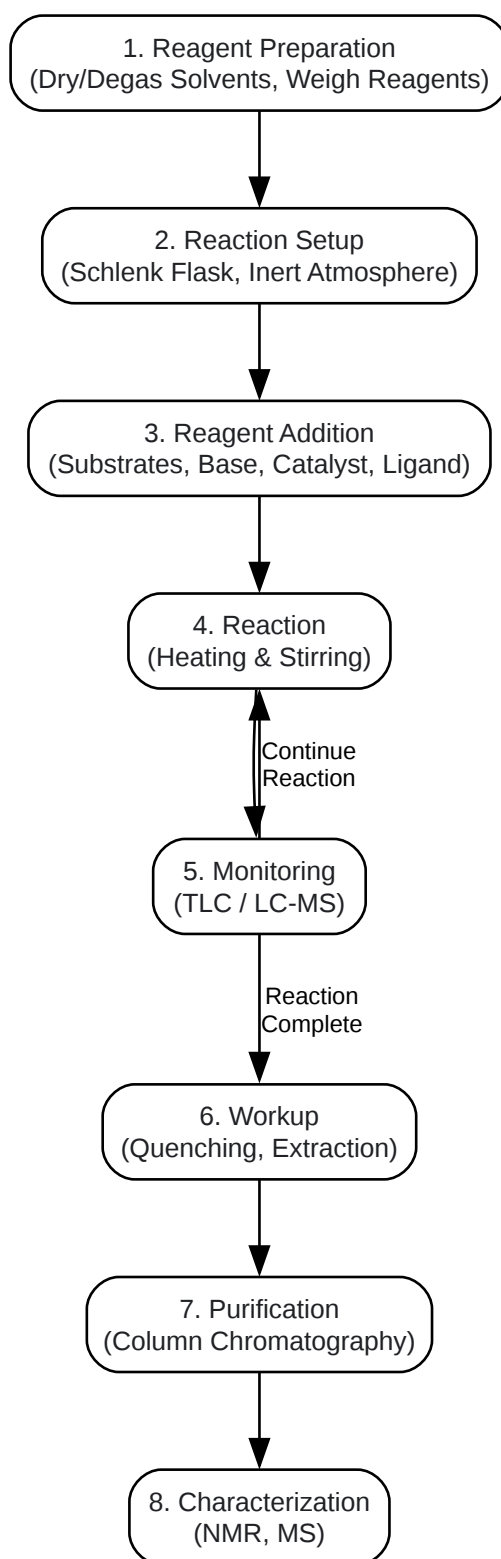 1. Reagent Preparation
(Dry/Degas Solvents, Weigh Reagents)
2. Reaction Setup
(Schlenk Flask, Inert Atmosphere)
3. Reagent Addition
(Substrates, Base, Catalyst, Ligand)
4. Reaction
(Heating & Stirring)
Continue
Reaction
5. Monitoring
(TLC / LC-MS)
Reaction
Complete
6. Workup
(Quenching, Extraction)
7. Purification
(Column Chromatography)
8. Characterization
(NMR, MS)